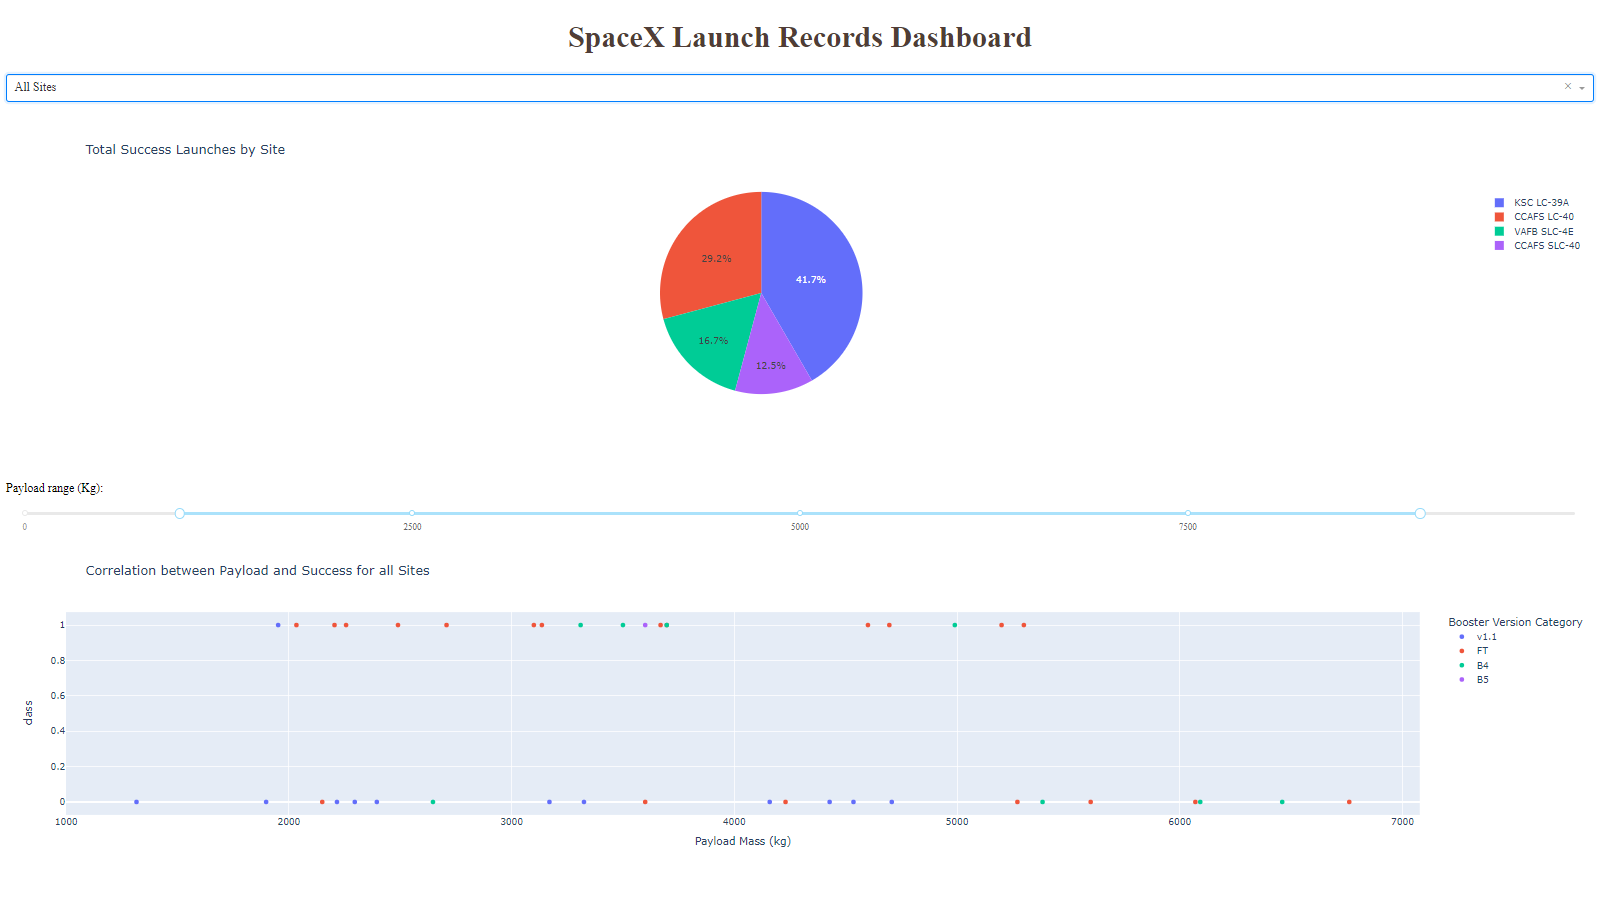 SpaceX Launch Records Dashboard
All Sites
Total Success Launches by Site
KSC LC-39A
CCAFS LC-40
VAFB SLC-4E
CCAFS SLC-40
29.2%
41.7%
16.7%
12.5%
Payload range (Kg):
0 2500 5000 7500
Correlation between Payload and Success for all Sites
Booster Version Category
v1.1
FT
B4
B5
class
1
0.8
0.6
0.4
0.2
0
1000 2000 3000 4000 5000 6000 7000
Payload Mass (kg)